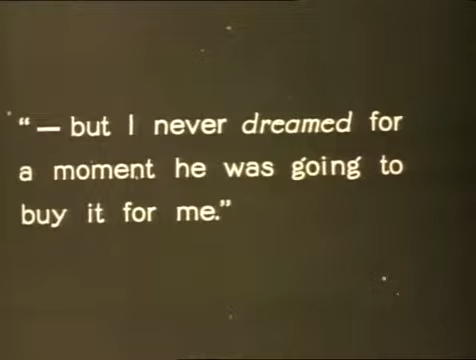 “— but I never dreamed for
a moment he was going to
buy it for me.”